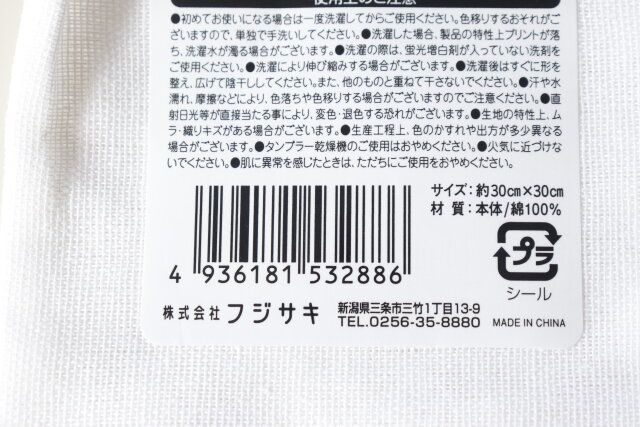 使用上のご注意
●初めてお使いになる場合は一度洗濯してからご使用ください。色移りするおそれがご
ざいますので、単独で手洗いしてください。●洗濯した場合、製品の特性上プリントが落
ち、洗濯水が濁る場合がございます。●洗濯の際は、蛍光増白剤が入っていない洗剤を
ご使用ください。●洗濯により伸び縮みする場合がございます。●洗濯後はすぐに形を
整え、広げて陰干ししてください。また、他のものと重ねて干さないでください。●汗や水
濡れ、摩擦などにより、色落ちや色移りする場合がございますのでご注意ください。●直
射日光等が直接当たる事により、変色・退色する恐れがございます。●生地の特性上、ム
ラ・織りキズがある場合がございます。●生産工程上、色のかすれや出方が多少異なる
場合がございます。●タンブラー乾燥機のご使用はおやめください。●火気に近づけな
いでください。●肌に異常を感じたときは、ただちにご使用をおやめください。
サイズ:約30cm×30cm
材 質:本体/綿100%
プラ
シール
4 936181 532886
株式会社 フジサキ
新潟県三条市三竹1丁目13-9
TEL.0256-35-8880
MADE IN CHINA